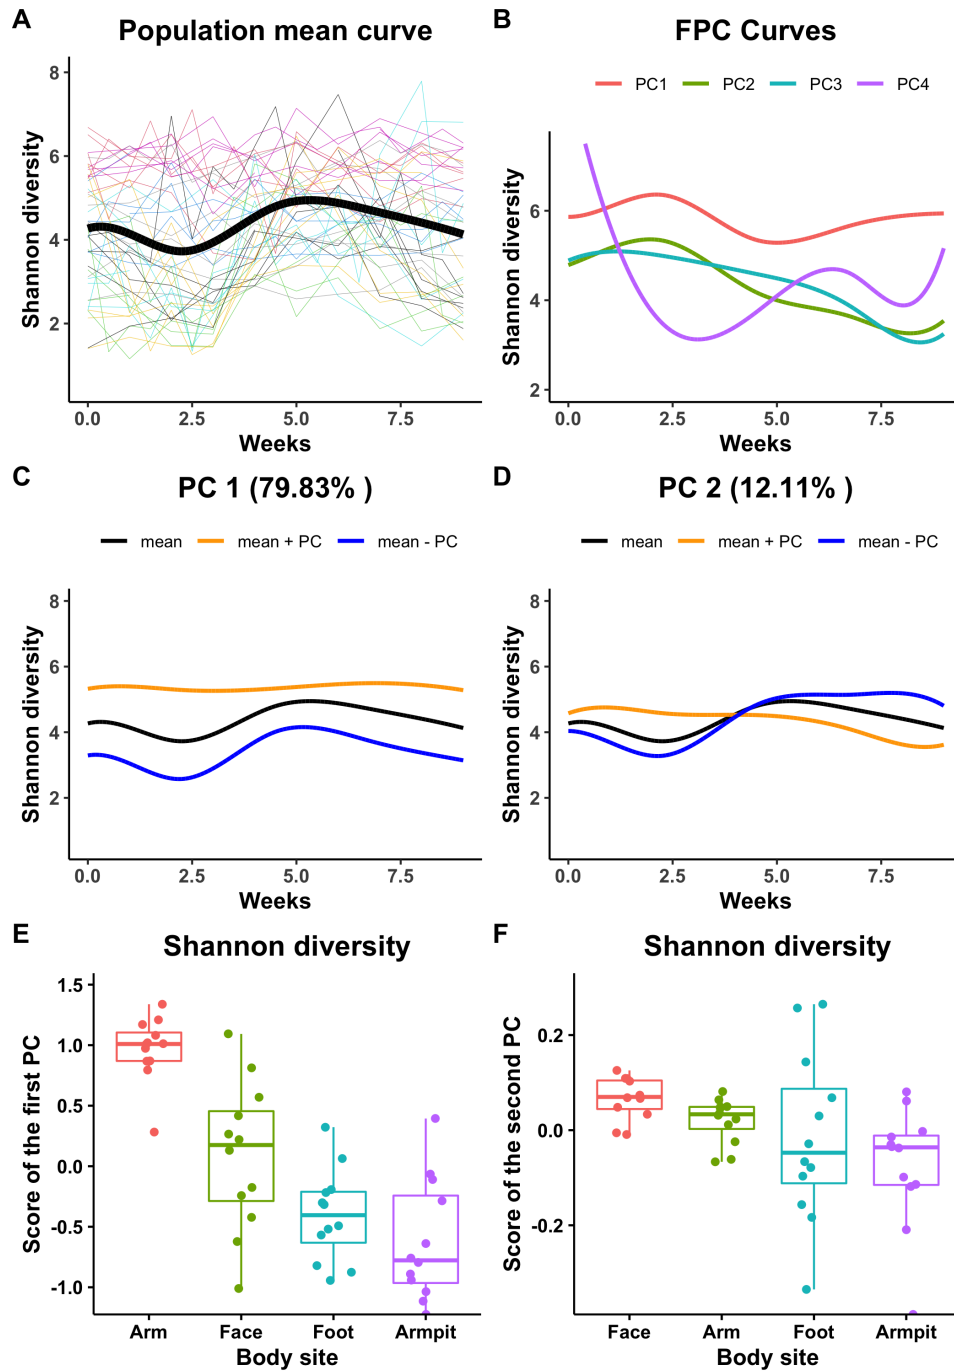 A
Population mean curve
Shannon diversity
8
6
4
2
0.0 2.5 5.0 7.5
Weeks
B
FPC Curves
PC1 PC2 PC3 PC4
Shannon diversity
6
4
2
0.0 2.5 5.0 7.5
Weeks
C
PC 1 (79.83% )
mean mean + PC mean - PC
Shannon diversity
8
6
4
2
0.0 2.5 5.0 7.5
Weeks
D
PC 2 (12.11% )
mean mean + PC mean - PC
Shannon diversity
8
6
4
2
0.0 2.5 5.0 7.5
Weeks
E
Shannon diversity
Score of the first PC
1.5
1.0
0.5
0.0
-0.5
-1.0
Arm Face Foot Armpit
Body site
F
Shannon diversity
Score of the second PC
0.2
0.0
-0.2
Face Arm Foot Armpit
Body site